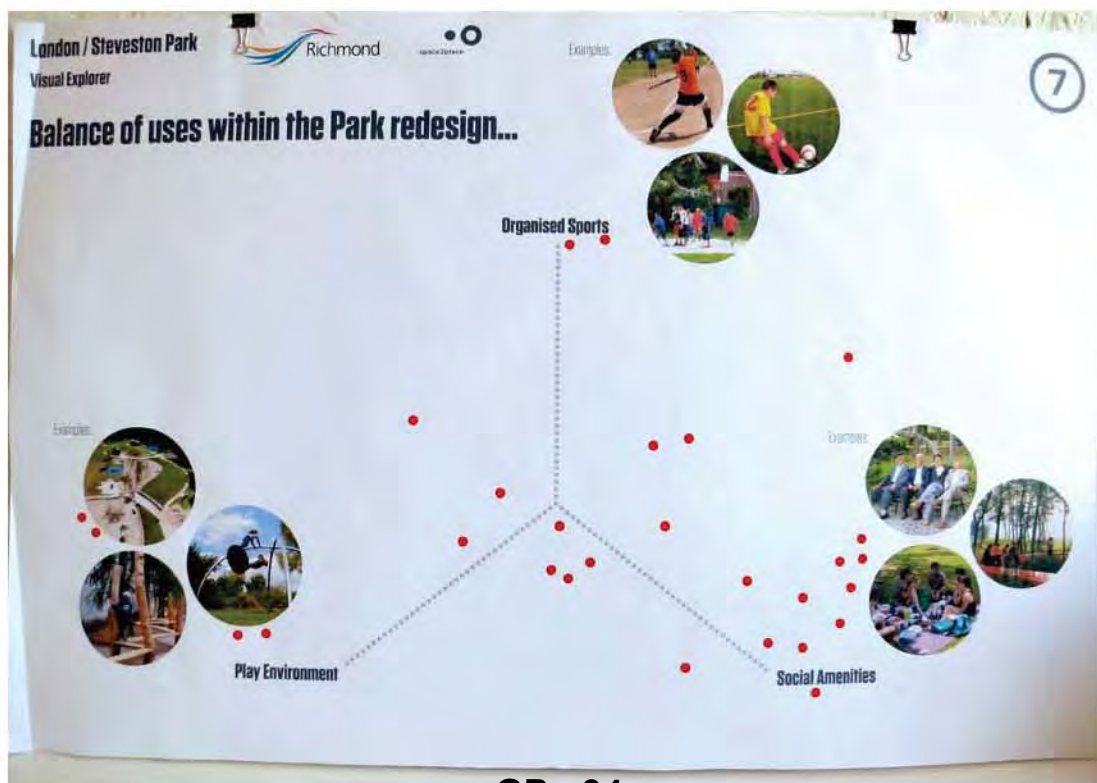 London / Steveston Park
Visual Explorer
Richmond
space2place
Examples:
7
Balance of uses within the Park redesign...
Organised Sports
Examples:
Examples:
Play Environment
Social Amenities